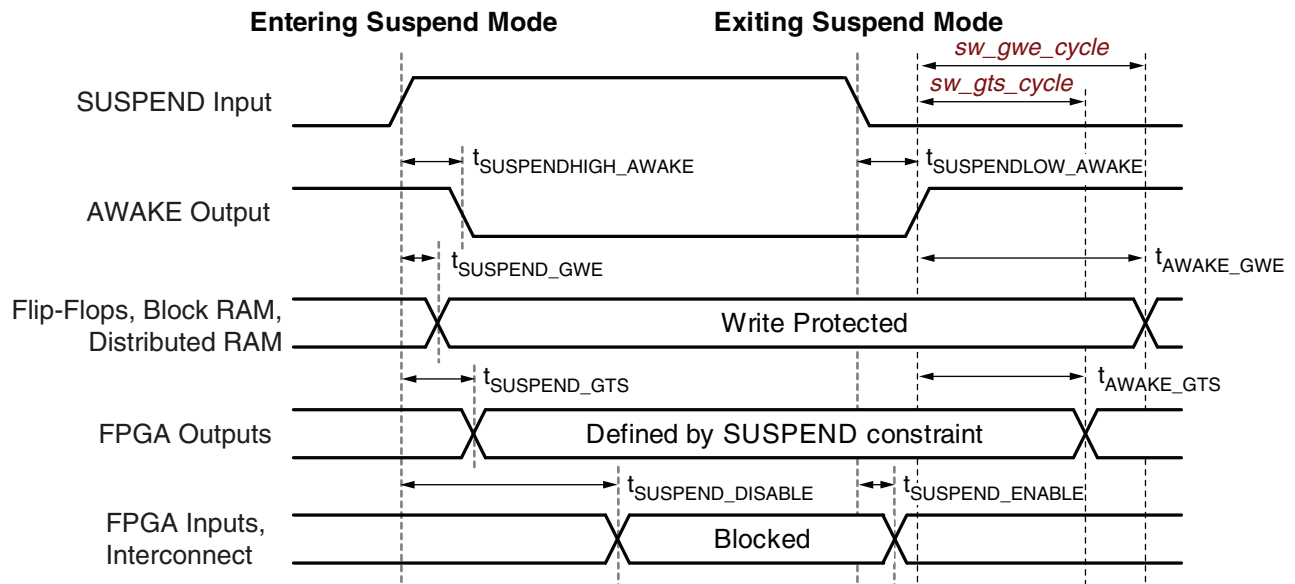 Entering Suspend Mode
Exiting Suspend Mode
sw_gwe_cycle
sw_gts_cycle
SUSPEND Input
tSUSPENDHIGH_AWAKE
tSUSPENDLOW_AWAKE
AWAKE Output
tSUSPEND_GWE
tAWAKE_GWE
Flip-Flops, Block RAM,
Distributed RAM
Write Protected
tSUSPEND_GTS
tAWAKE_GTS
FPGA Outputs
Defined by SUSPEND constraint
tSUSPEND_DISABLE
tSUSPEND_ENABLE
FPGA Inputs,
Interconnect
Blocked